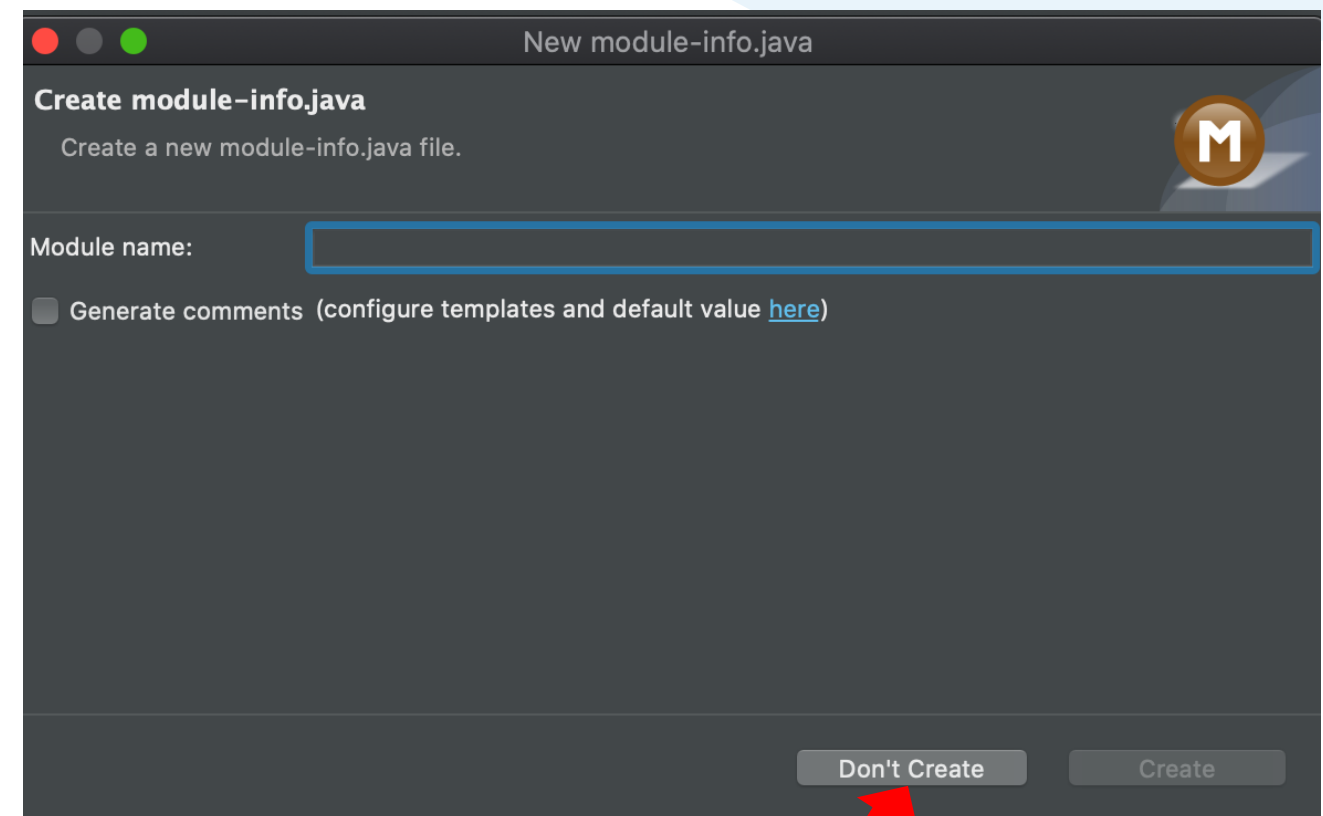 New module-info.java
Create module-info.java
Create a new module-info.java file.
M
Module name:
Generate comments (configure templates and default value here)
Don't Create Create